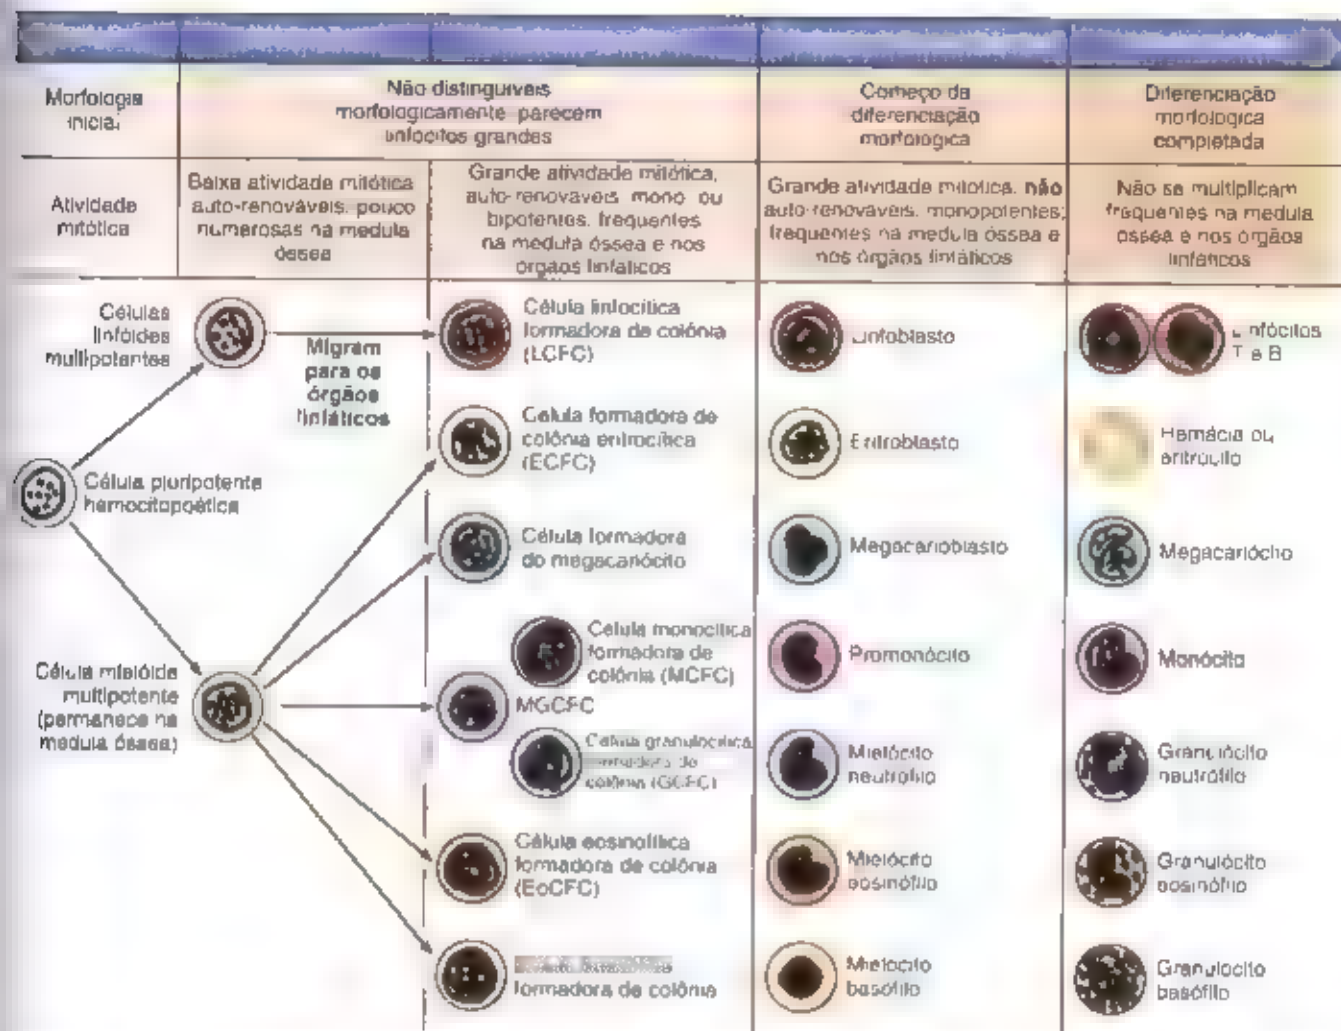 Morfologia
inicial
Não distinguíveis
morfologicamente parecem
linfócitos grandes
Começo da
diferenciação
morfológica
Diferenciação
morfológica
completada
Atividade
mitótica
Baixa atividade mitótica
auto-renováveis. pouco
numerosas na medula
óssea
Grande atividade mitótica,
auto-renováveis mono ou
bipotentes. frequentes
na medula óssea e nos
órgãos linfáticos
Grande atividade mitótica. não
auto-renováveis. monopotentes;
frequentes na medula óssea e
nos órgãos linfáticos
Não se multiplicam
frequentes na medula
óssea e nos órgãos
linfáticos
Células
linfóides
multipotentes
Migram
para os
órgãos
linfáticos
Célula linfocítica
formadora de colônia
(LCFC)
Linfoblasto
Linfócitos
T e B
Célula formadora de
colônia eritrocítica
(ECFC)
Eritroblasto
Hemácia ou
eritrócito
Célula pluripotente
hemocitopoética
Célula formadora
do megacariócito
Megacarioblasto
Megacariócito
Célula monocítica
formadora de
colônia (MCFC)
Promonócito
Monócito
Célula mielóide
multipotente
(permanece na
medula óssea)
MGCFC
Célula granulocítica
formadora de
colônia (GCFC)
Mielócito
neutrófilo
Granulócito
neutrófilo
Célula eosinofílica
formadora de colônia
(EoCFC)
Mielócito
eosinófilo
Granulócito
eosinófilo
formadora de colônia
Mielócito
basófilo
Granulócito
basófilo